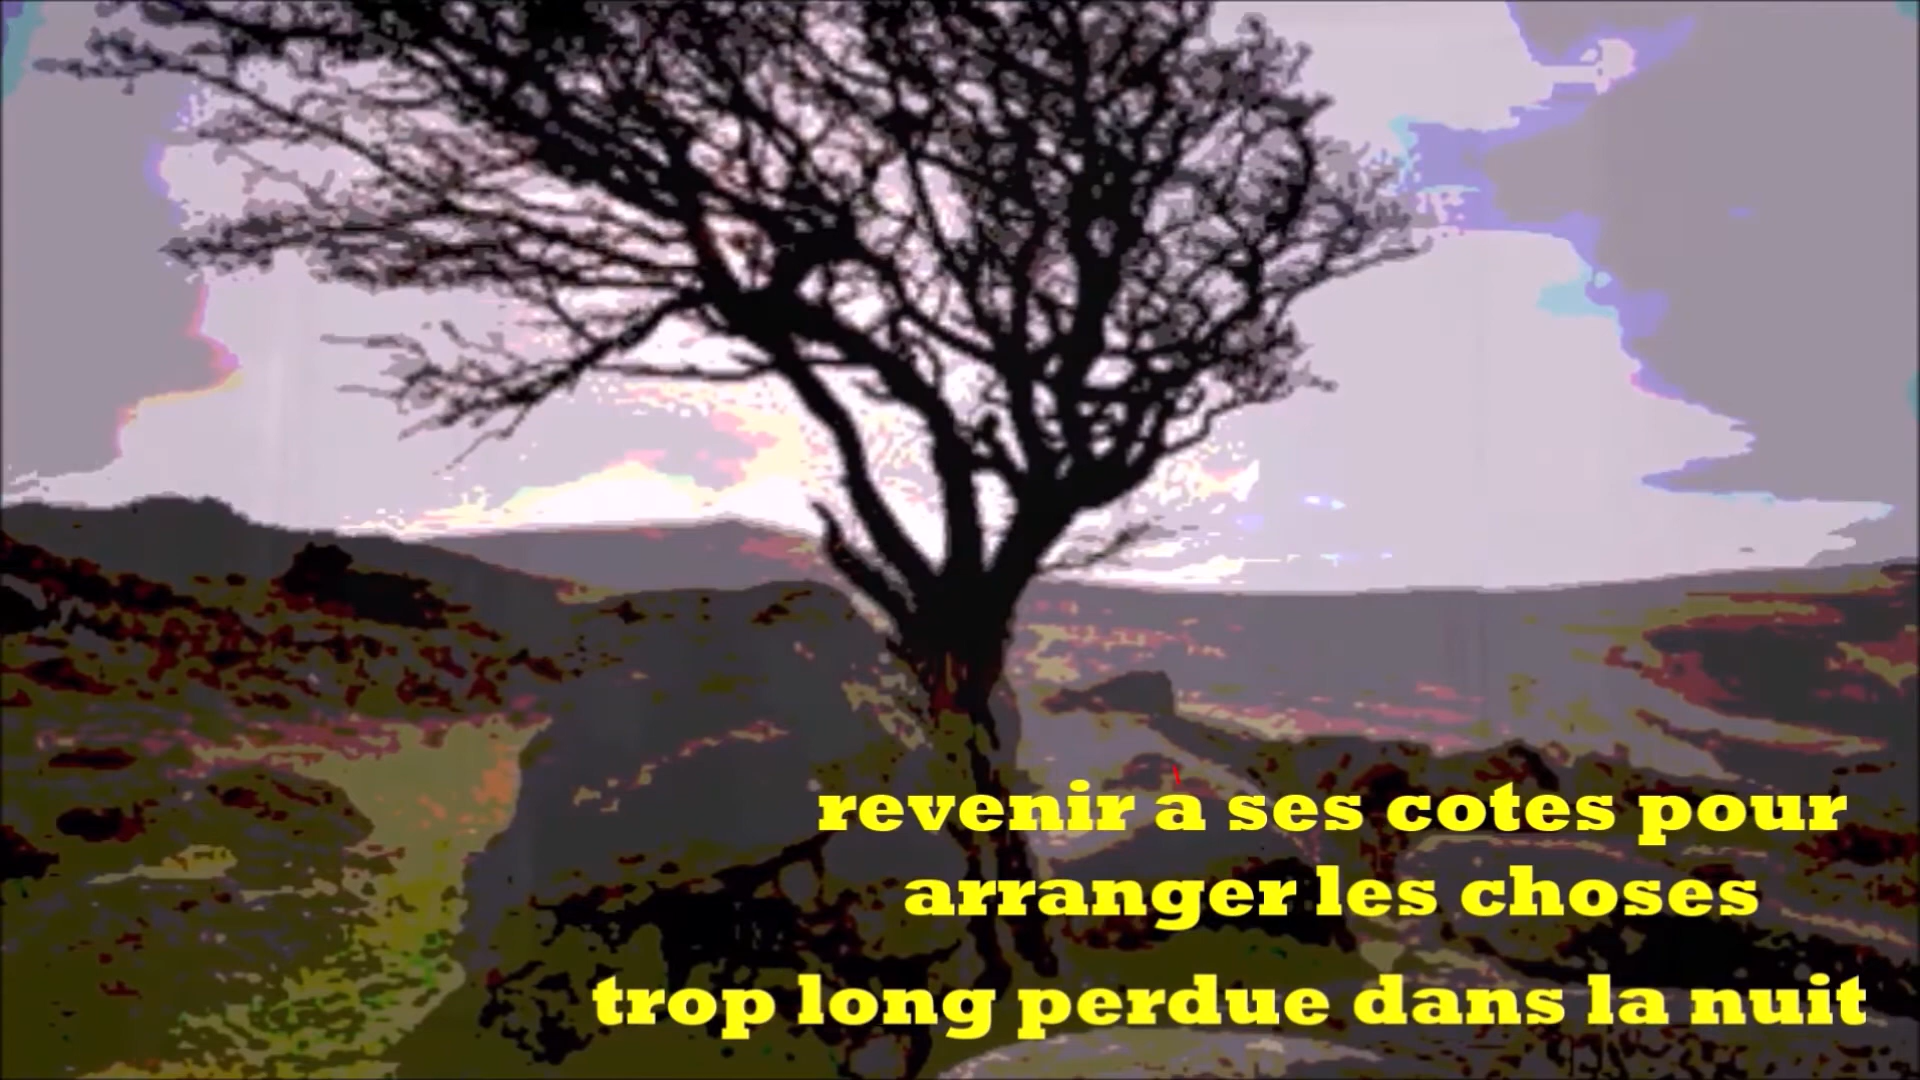 revenir a ses cotes pour
arranger les choses
trop long perdue dans la nuit